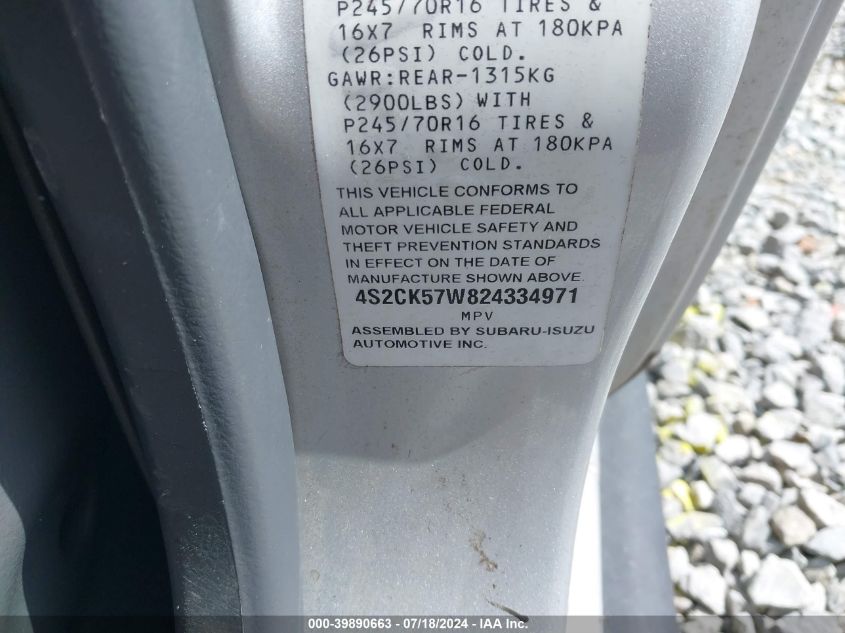 P245/70R16 TIRES &
16X7 RIMS AT 180KPA
(26PSI) COLD.
GAWR:REAR-1315KG
(2900LBS) WITH
P245/70R16 TIRES &
16X7 RIMS AT 180KPA
(26PSI) COLD.
THIS VEHICLE CONFORMS TO
ALL APPLICABLE FEDERAL
MOTOR VEHICLE SAFETY AND
THEFT PREVENTION STANDARDS
IN EFFECT ON THE DATE OF
MANUFACTURE SHOWN ABOVE.
4S2CK57W824334971
MPV
ASSEMBLED BY SUBARU-ISUZU
AUTOMOTIVE INC.
000-39890663 - 07/18/2024 - IAA Inc.